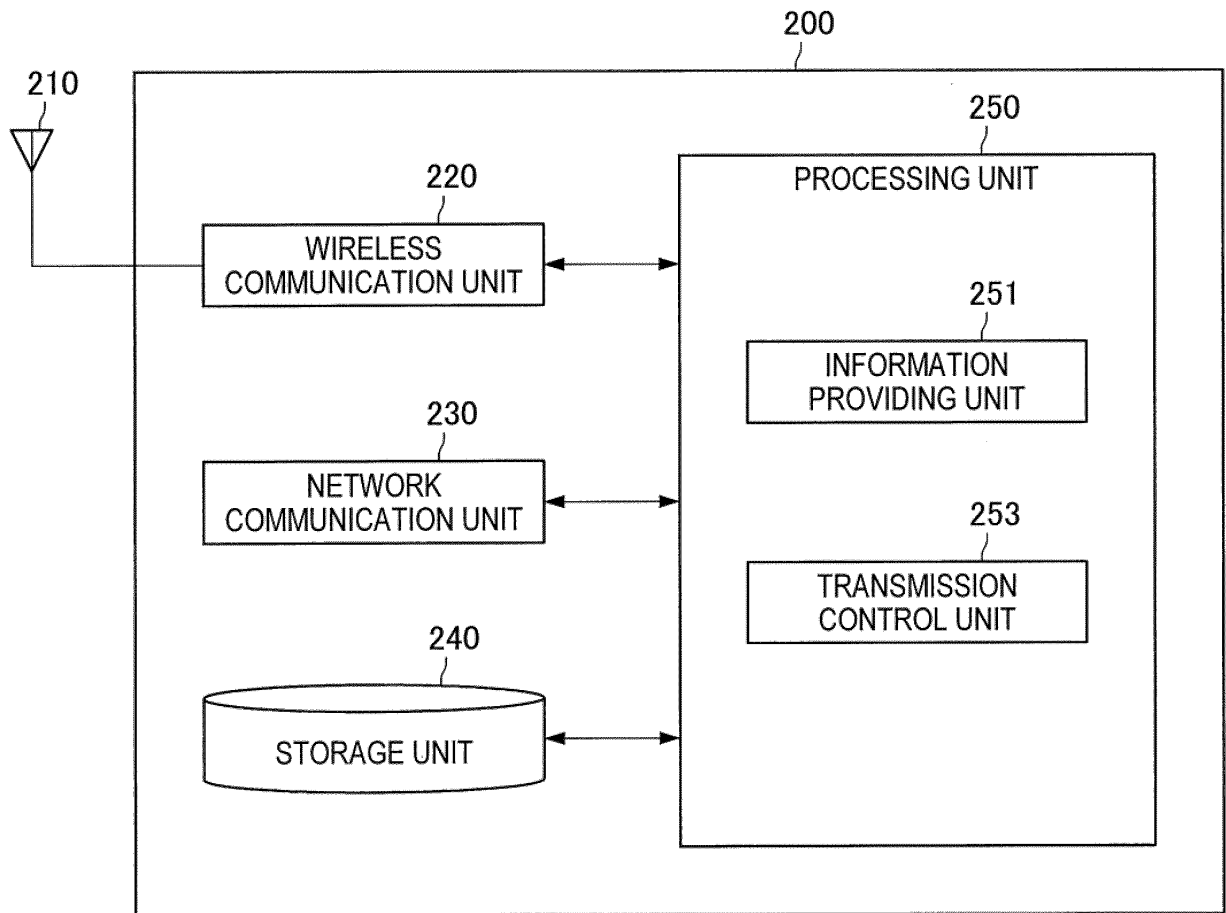 200
210
250
PROCESSING UNIT
220
WIRELESS
COMMUNICATION UNIT
251
INFORMATION
PROVIDING UNIT
230
NETWORK
COMMUNICATION UNIT
253
TRANSMISSION
CONTROL UNIT
240
STORAGE UNIT